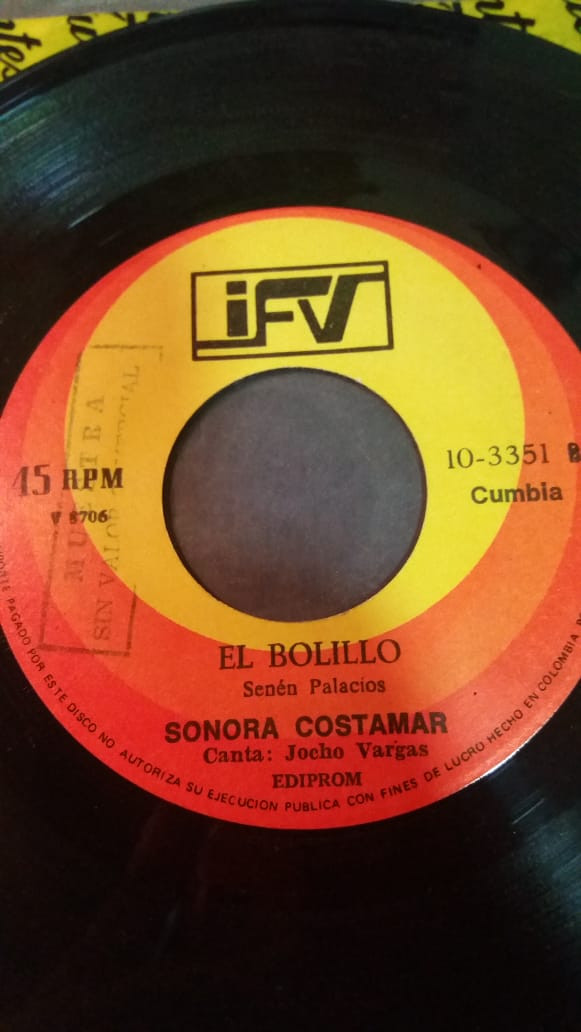 iFV
45 RPM
V 8706
10-3351
Cumbia
MUESTRA
SIN VALOR COMERCIAL
EL BOLILLO
Senén Palacios
SONORA COSTAMAR
Canta: Jocho Vargas
EDIPROM
PAGADO POR ESTE DISCO NO AUTORIZA SU EJECUCION PUBLICA CON FINES DE LUCRO HECHO EN COLOMBIA